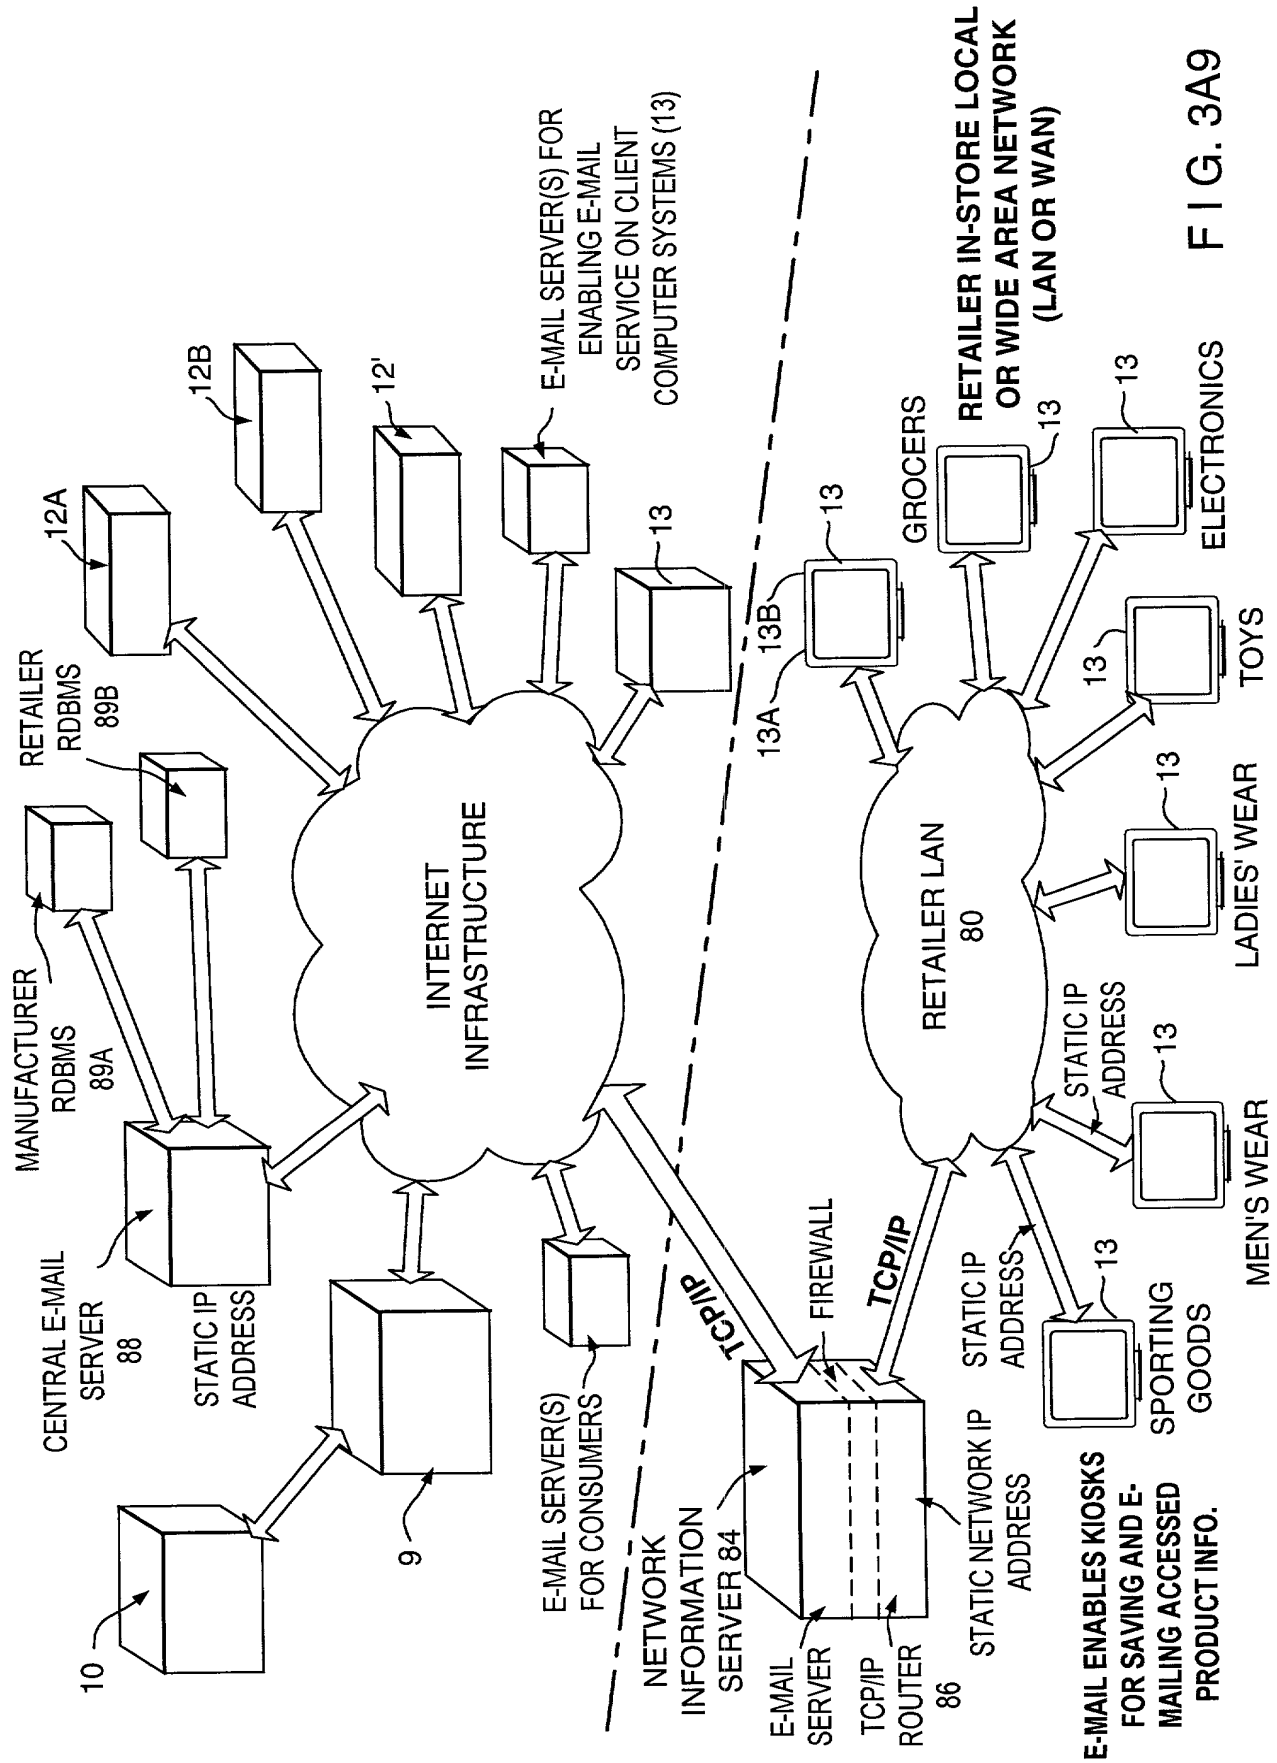 10
9
CENTRAL E-MAIL
SERVER
88
STATIC IP
ADDRESS
MANUFACTURER
RDBMS
89A
RETAILER
RDBMS
89B
12A
12B
12'
E-MAIL SERVER(S) FOR
ENABLING E-MAIL
SERVICE ON CLIENT
COMPUTER SYSTEMS (13)
13
INTERNET
INFRASTRUCTURE
E-MAIL SERVER(S)
FOR CONSUMERS
NETWORK
INFORMATION
SERVER 84
TCP/IP
FIREWALL
TCP/IP
E-MAIL
SERVER
TCP/IP
ROUTER
86
STATIC NETWORK IP
ADDRESS
RETAILER LAN
80
13A
13B
13
GROCERS
13
RETAILER IN-STORE LOCAL
OR WIDE AREA NETWORK
(LAN OR WAN)
13
ELECTRONICS
13
TOYS
13
LADIES' WEAR
STATIC IP
ADDRESS
13
MEN'S WEAR
STATIC IP
ADDRESS
13
SPORTING
GOODS
E-MAIL ENABLES KIOSKS
FOR SAVING AND E-
MAILING ACCESSED
PRODUCT INFO.
FIG. 3A9